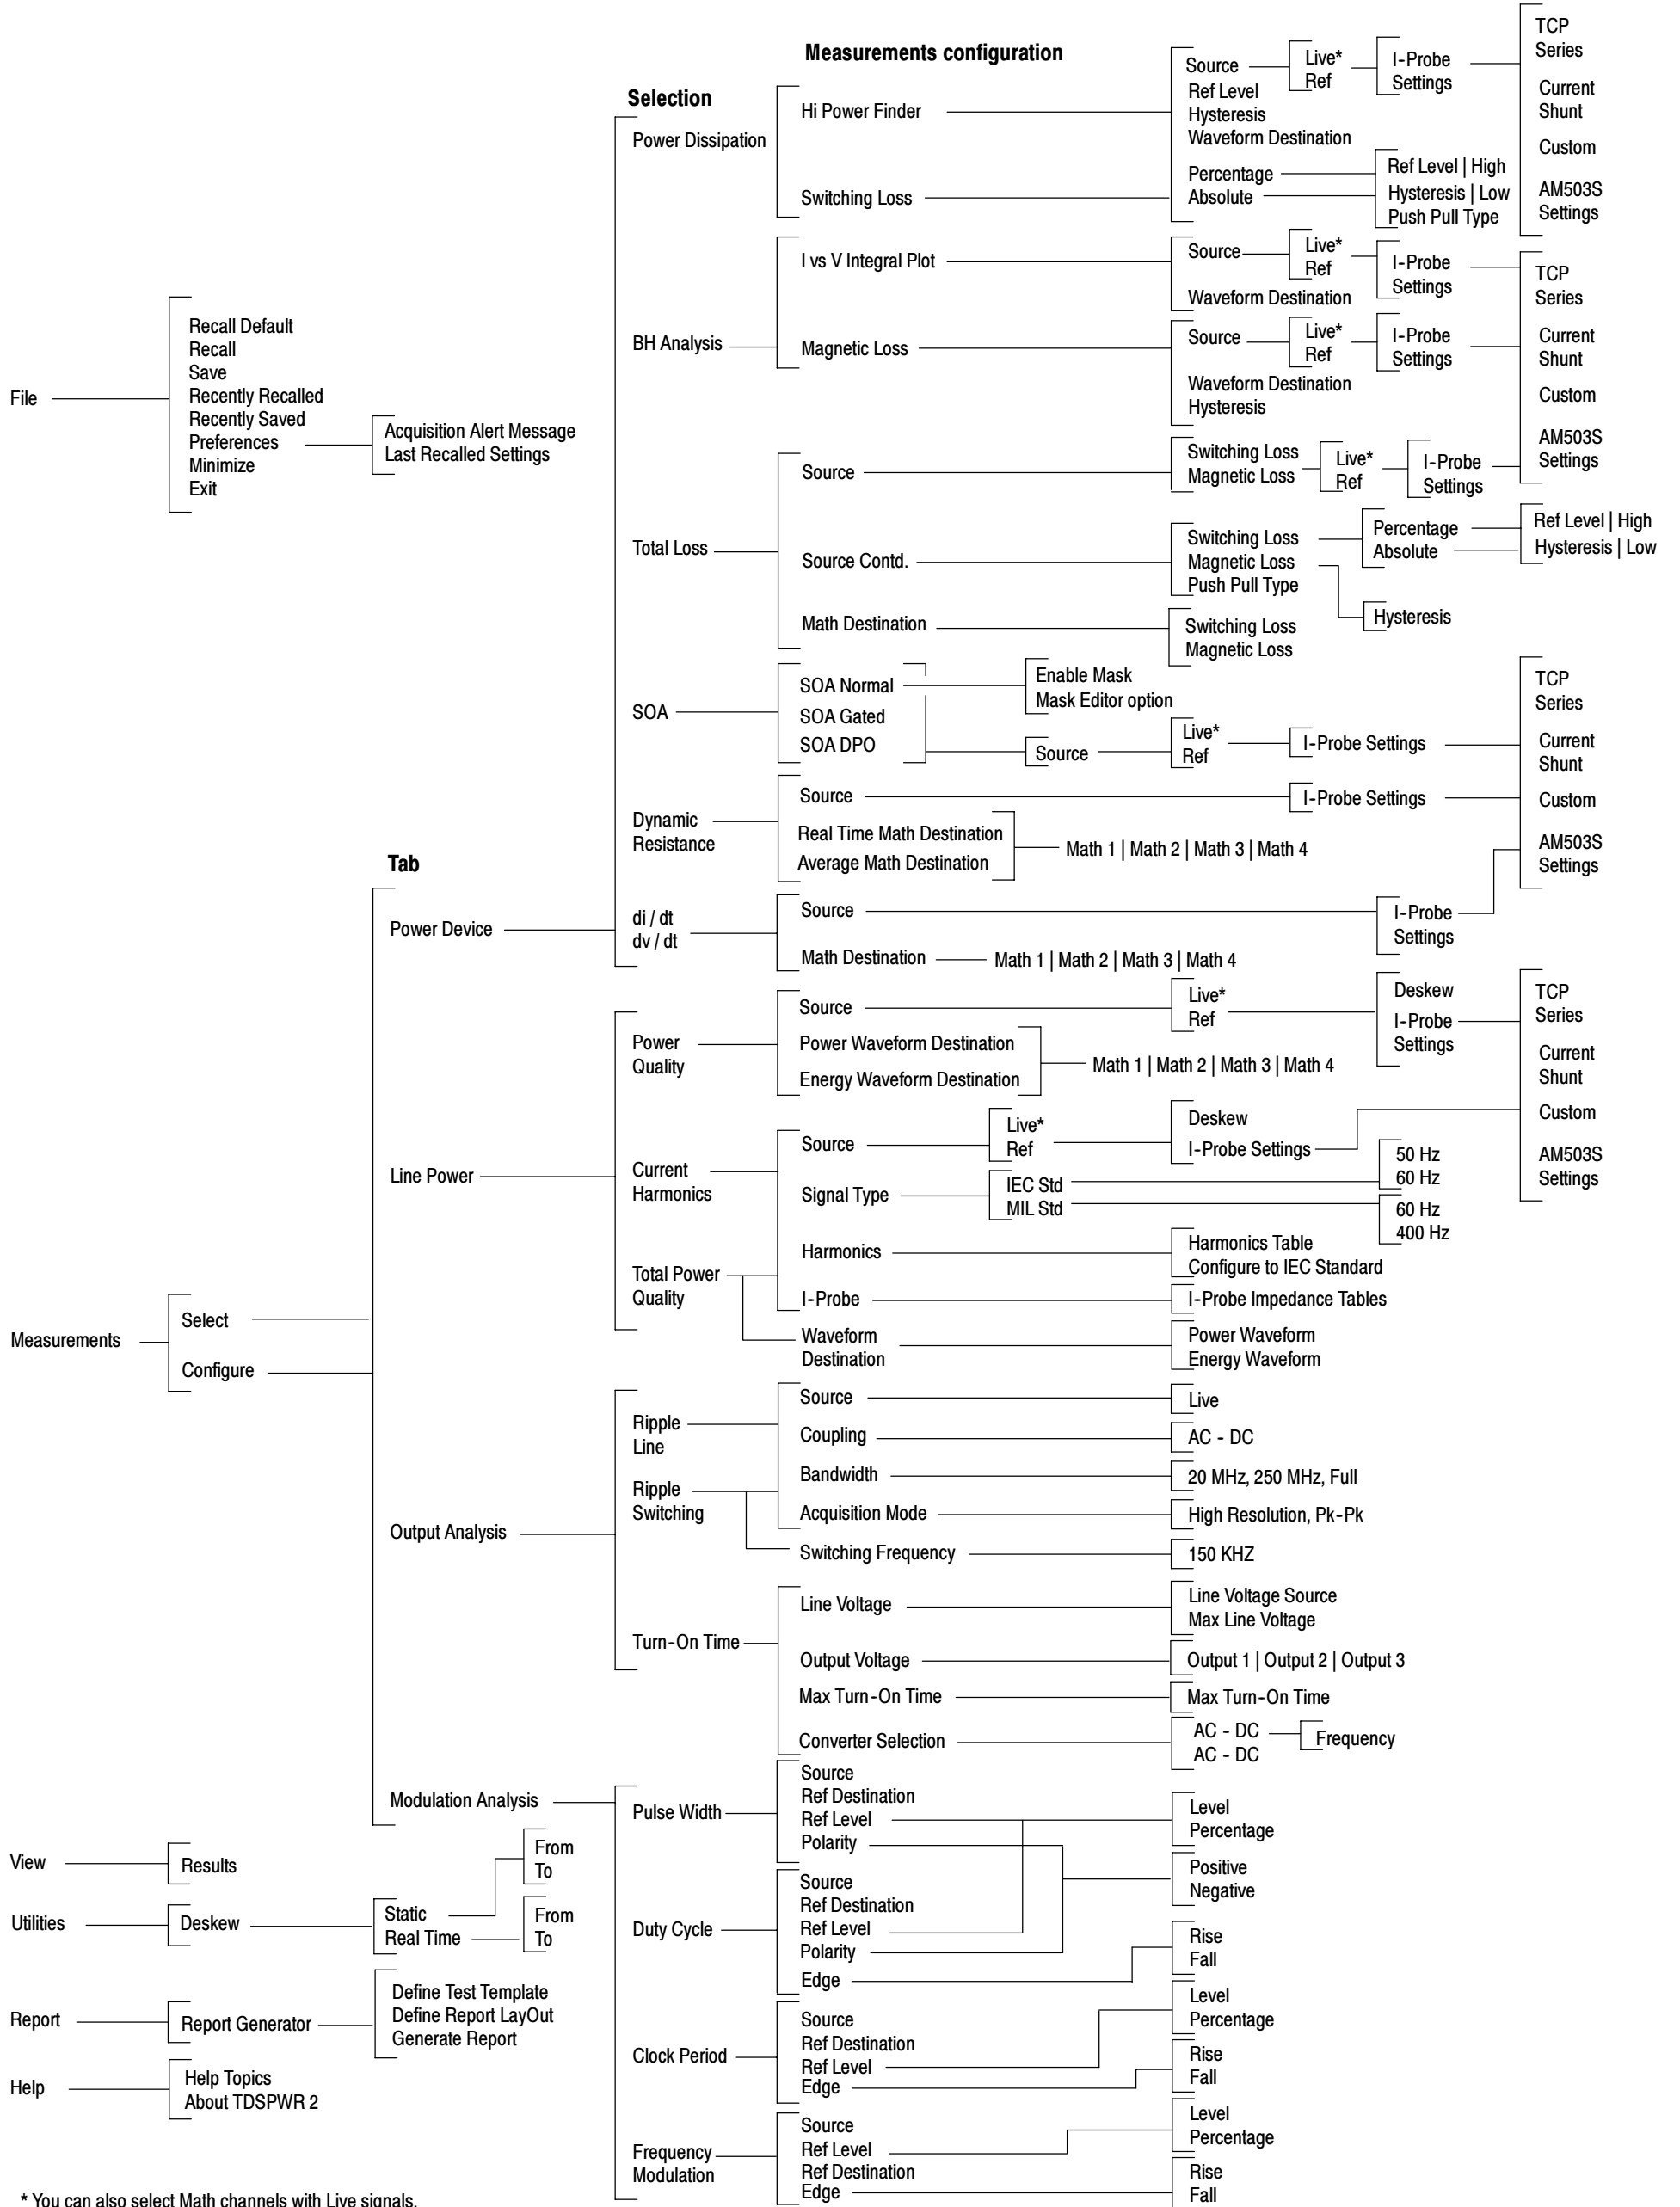 Measurements configuration
Selection
Tab
File
Recall Default
Recall
Save
Recently Recalled
Recently Saved
Preferences
Minimize
Exit
Acquisition Alert Message
Last Recalled Settings
Measurements
Select
Configure
Power Device
Power Dissipation
Hi Power Finder
Source
Ref Level
Hysteresis
Waveform Destination
Live*
Ref
I-Probe
Settings
TCP
Series
Current
Shunt
Custom
AM503S
Settings
Switching Loss
Percentage
Absolute
Ref Level | High
Hysteresis | Low
Push Pull Type
BH Analysis
I vs V Integral Plot
Source
Waveform Destination
Live*
Ref
I-Probe
Settings
TCP
Series
Current
Shunt
Custom
AM503S
Settings
Magnetic Loss
Source
Waveform Destination
Hysteresis
Live*
Ref
I-Probe
Settings
Total Loss
Source
Switching Loss
Magnetic Loss
Live*
Ref
I-Probe
Settings
Source Contd.
Switching Loss
Magnetic Loss
Push Pull Type
Percentage
Absolute
Ref Level | High
Hysteresis | Low
Hysteresis
Math Destination
Switching Loss
Magnetic Loss
SOA
SOA Normal
SOA Gated
SOA DPO
Enable Mask
Mask Editor option
Source
Live*
Ref
I-Probe Settings
TCP
Series
Current
Shunt
Custom
AM503S
Settings
Dynamic
Resistance
Source
I-Probe Settings
Real Time Math Destination
Average Math Destination
Math 1 | Math 2 | Math 3 | Math 4
di / dt
dv / dt
Source
I-Probe
Settings
Math Destination
Math 1 | Math 2 | Math 3 | Math 4
Line Power
Power
Quality
Source
Live*
Ref
Deskew
I-Probe
Settings
TCP
Series
Current
Shunt
Custom
AM503S
Settings
Power Waveform Destination
Energy Waveform Destination
Math 1 | Math 2 | Math 3 | Math 4
Current
Harmonics
Source
Live*
Ref
Deskew
I-Probe Settings
Signal Type
IEC Std
MIL Std
50 Hz
60 Hz
60 Hz
400 Hz
Harmonics
Harmonics Table
Configure to IEC Standard
Total Power
Quality
I-Probe
I-Probe Impedance Tables
Waveform
Destination
Power Waveform
Energy Waveform
Output Analysis
Ripple
Line
Ripple
Switching
Source
Live
Coupling
AC - DC
Bandwidth
20 MHz, 250 MHz, Full
Acquisition Mode
High Resolution, Pk-Pk
Switching Frequency
150 KHZ
Turn-On Time
Line Voltage
Line Voltage Source
Max Line Voltage
Output Voltage
Output 1 | Output 2 | Output 3
Max Turn-On Time
Max Turn-On Time
Converter Selection
AC - DC
AC - DC
Frequency
Modulation Analysis
Pulse Width
Source
Ref Destination
Ref Level
Polarity
Level
Percentage
Positive
Negative
Duty Cycle
Source
Ref Destination
Ref Level
Polarity
Edge
Rise
Fall
Clock Period
Source
Ref Destination
Ref Level
Edge
Level
Percentage
Rise
Fall
Frequency
Modulation
Source
Ref Level
Ref Destination
Edge
Level
Percentage
Rise
Fall
View
Results
Utilities
Deskew
Static
Real Time
From
To
From
To
Report
Report Generator
Define Test Template
Define Report LayOut
Generate Report
Help
Help Topics
About TDSPWR 2
* You can also select Math channels with Live signals.